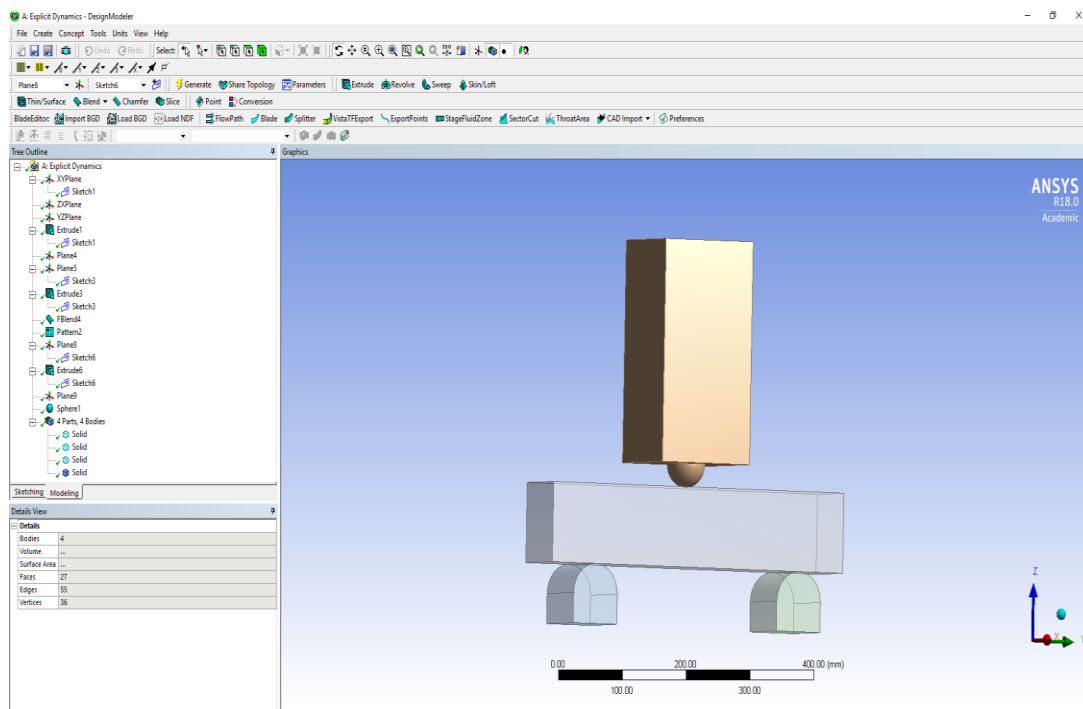 A: Explicit Dynamics - DesignModeler
File Create Concept Tools Units View Help
Undo Redo Select:
Plane8 Sketch6 Generate Share Topology Parameters Extrude Revolve Sweep Skin/Loft
Thin/Surface Blend Chamfer Slice Point Conversion
BladeEditor: Import BGD Load BGD Load NDF FlowPath Blade Splitter VistaTFExport ExportPoints StageFluidZone SectorCut ThroatArea CAD Import Preferences
Tree Outline
Graphics
A: Explicit Dynamics
XYPlane
Sketch1
ZXPlane
YZPlane
Extrude1
Sketch1
Plane4
Plane5
Sketch3
Extrude3
Sketch3
FBlend4
Pattern2
Plane8
Sketch6
Extrude6
Sketch6
Plane9
Sphere1
4 Parts, 4 Bodies
Solid
Solid
Solid
Solid
Sketching Modeling
Details View
Details
Bodies 4
Volume ...
Surface Area ...
Faces 27
Edges 55
Vertices 36
ANSYS
R18.0
Academic
0.00 200.00 400.00 (mm)
100.00 300.00
Z
X